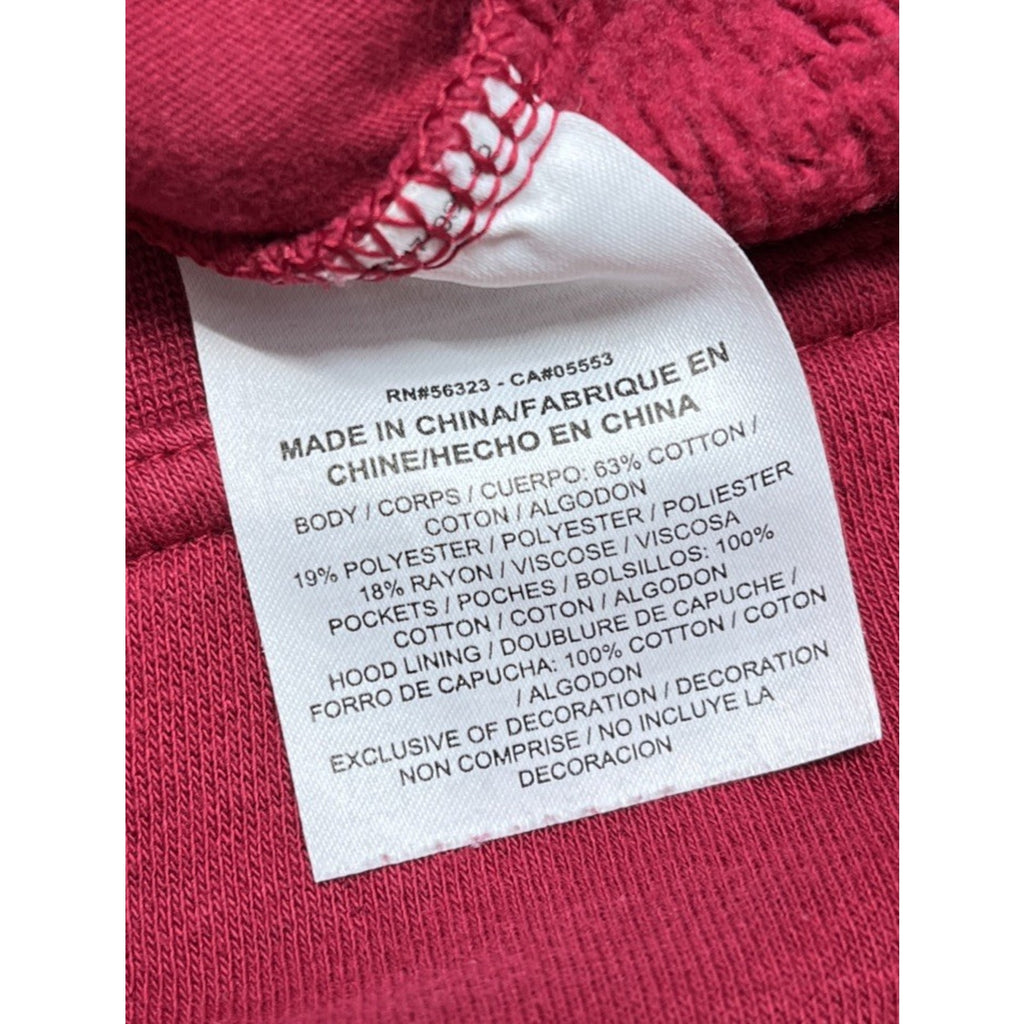 RN#56323 - CA#05553
MADE IN CHINA/FABRIQUE EN
CHINE/HECHO EN CHINA
BODY / CORPS / CUERPO: 63% COTTON /
COTON / ALGODON
19% POLYESTER / POLYESTER / POLIESTER
18% RAYON / VISCOSE / VISCOSA
POCKETS / POCHES / BOLSILLOS: 100%
COTTON / COTON / ALGODON
HOOD LINING / DOUBLURE DE CAPUCHE /
FORRO DE CAPUCHA: 100% COTTON / COTON
/ ALGODON
EXCLUSIVE OF DECORATION / DECORATION
NON COMPRISE / NO INCLUYE LA
DECORACION